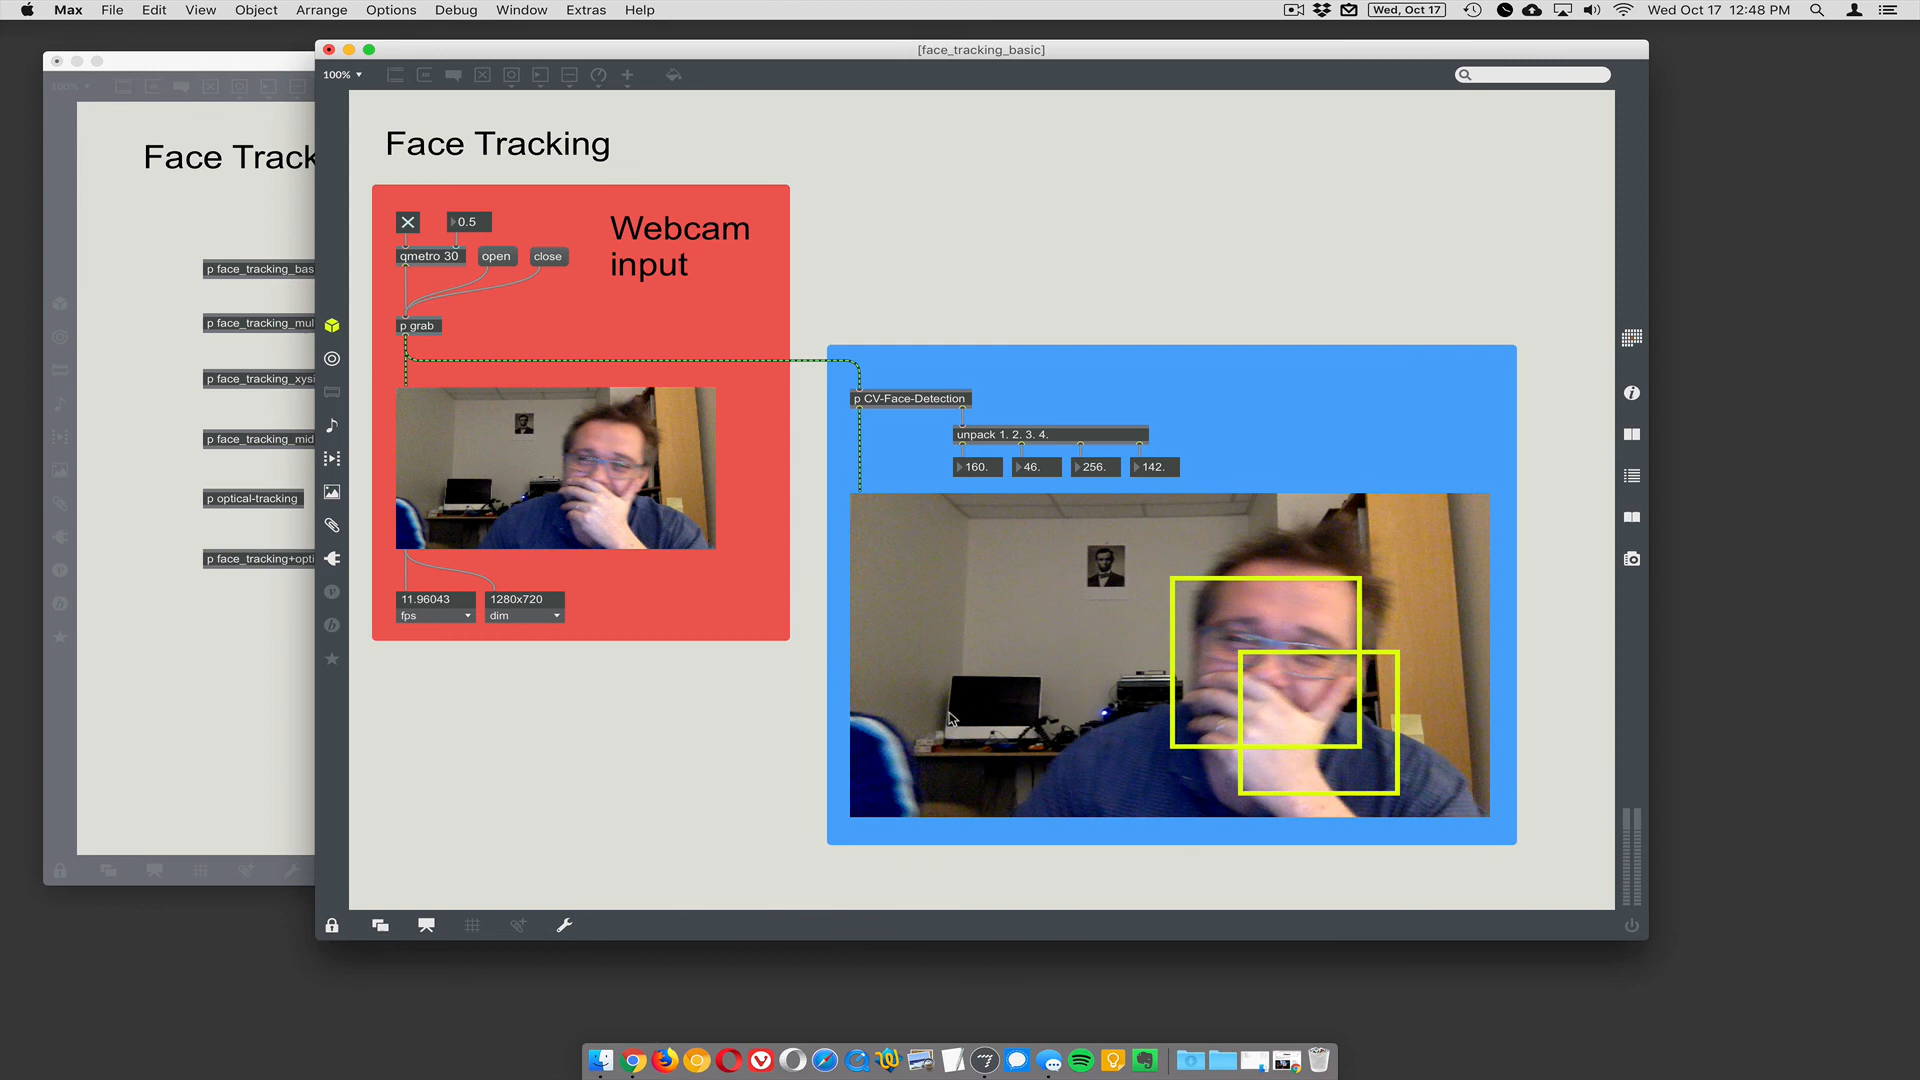 Max File Edit View Object Arrange Options Debug Window Extras Help
Wed, Oct 17
Wed Oct 17 12:48 PM
[face_tracking_basic]
100%
100%
Face Track
p face_tracking_bas
p face_tracking_mul
p face_tracking_xysi
p face_tracking_mid
p optical-tracking
p face_tracking+opti
Face Tracking
0.5
Webcam
input
qmetro 30
open
close
p grab
11.96043
fps
1280x720
dim
p CV-Face-Detection
unpack 1. 2. 3. 4.
160. 46. 256. 142.